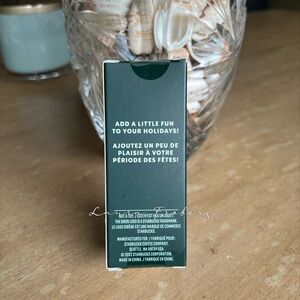 ADD A LITTLE FUN
TO YOUR HOLIDAYS!
AJOUTEZ UN PEU DE
PLAISIR À VOTRE
PÉRIODE DES FÊTES!
THE SIREN LOGO IS A STARBUCKS TRADEMARK.
LE LOGO SIRÈNE EST UNE MARQUE DE COMMERCE
STARBUCKS.
MANUFACTURED FOR / FABRIQUÉ POUR :
STARBUCKS COFFEE COMPANY,
SEATTLE, WA 98134 USA
© 2022 STARBUCKS CORPORATION.
MADE IN CHINA / FABRIQUÉ EN CHINE